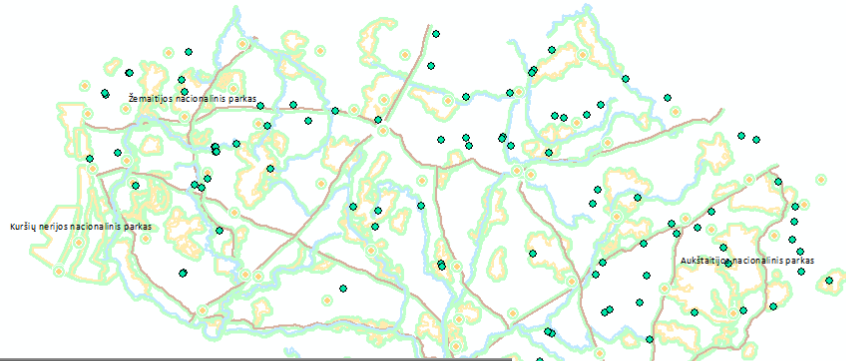 Žemaitijos nacionalinis parkas
Kuršių nerijos nacionalinis parkas
Aukštaitijos nacionalinis parkas